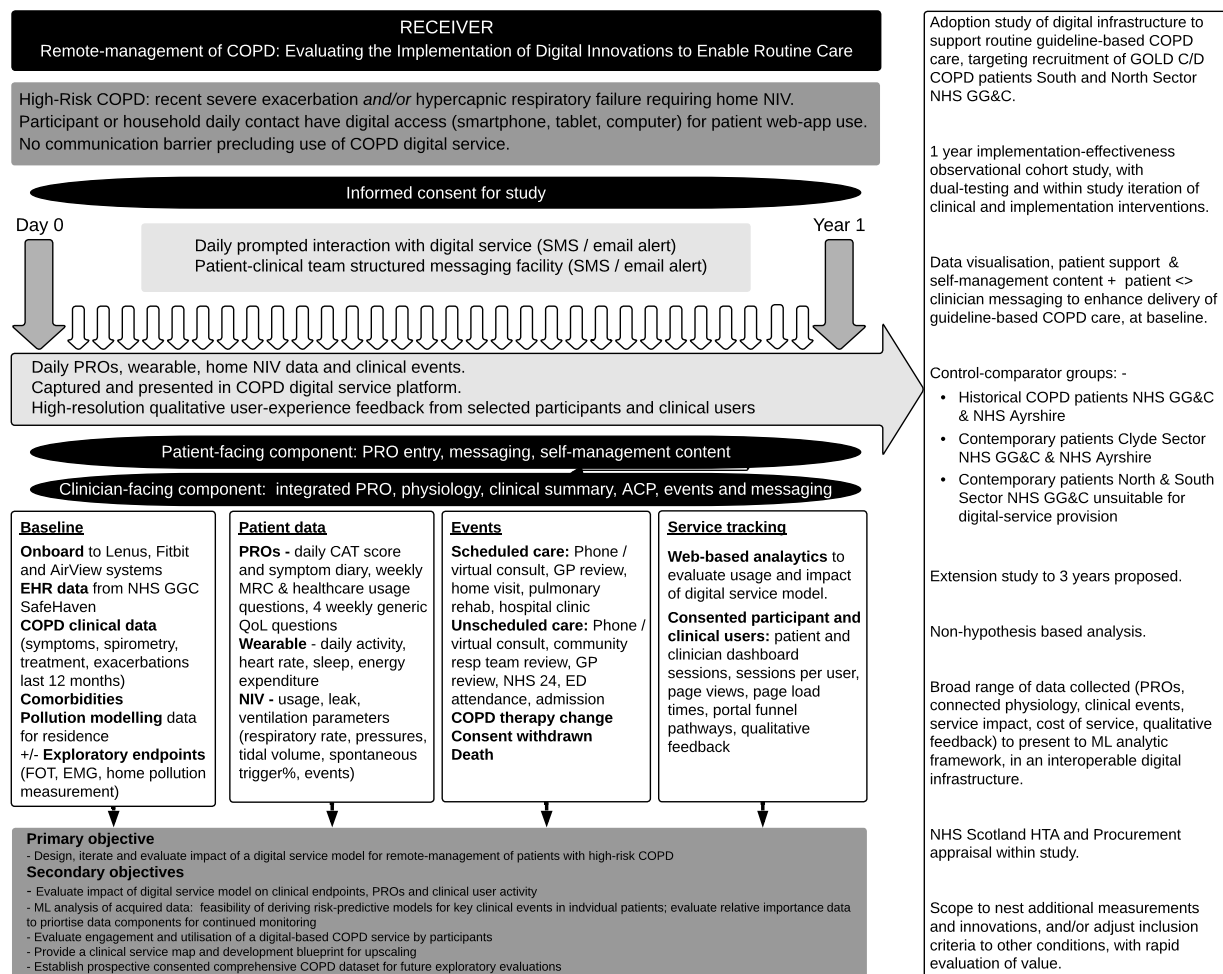 RECEIVER
Remote-management of COPD: Evaluating the Implementation of Digital Innovations to Enable Routine Care
High-Risk COPD: recent severe exacerbation and/or hypercapnic respiratory failure requiring home NIV.
Participant or household daily contact have digital access (smartphone, tablet, computer) for patient web-app use.
No communication barrier precluding use of COPD digital service.
Informed consent for study
Day 0
Year 1
Daily prompted interaction with digital service (SMS / email alert)
Patient-clinical team structured messaging facility (SMS / email alert)
Daily PROs, wearable, home NIV data and clinical events.
Captured and presented in COPD digital service platform.
High-resolution qualitative user-experience feedback from selected participants and clinical users
Patient-facing component: PRO entry, messaging, self-management content
Clinician-facing component:  integrated PRO, physiology, clinical summary, ACP, events and messaging
Baseline
Onboard to Lenus, Fitbit
and AirView systems
EHR data from NHS GGC
SafeHaven
COPD clinical data
(symptoms, spirometry,
treatment, exacerbations
last 12 months)
Comorbidities
Pollution modelling data
for residence
+/- Exploratory endpoints
(FOT, EMG, home pollution
measurement)
Patient data
PROs - daily CAT score
and symptom diary, weekly
MRC & healthcare usage
questions, 4 weekly generic
QoL questions
Wearable - daily activity,
heart rate, sleep, energy
expenditure
NIV - usage, leak,
ventilation parameters
(respiratory rate, pressures,
tidal volume, spontaneous
trigger%, events)
Events
Scheduled care: Phone /
virtual consult, GP review,
home visit, pulmonary
rehab, hospital clinic
Unscheduled care: Phone /
virtual consult, community
resp team review, GP
review, NHS 24, ED
attendance, admission
COPD therapy change
Consent withdrawn
Death
Service tracking
Web-based analaytics to
evaluate usage and impact
of digital service model.
Consented participant and
clinical users: patient and
clinician dashboard
sessions, sessions per user,
page views, page load
times, portal funnel
pathways, qualitative
feedback
Primary objective
- Design, iterate and evaluate impact of a digital service model for remote-management of patients with high-risk COPD
Secondary objectives
- Evaluate impact of digital service model on clinical endpoints, PROs and clinical user activity
- ML analysis of acquired data:  feasibility of deriving risk-predictive models for key clinical events in indvidual patients; evaluate relative importance data
to priortise data components for continued monitoring
- Evaluate engagement and utilisation of a digital-based COPD service by participants
- Provide a clinical service map and development blueprint for upscaling
- Establish prospective consented comprehensive COPD dataset for future exploratory evaluations
Adoption study of digital infrastructure to
support routine guideline-based COPD
care, targeting recruitment of GOLD C/D
COPD patients South and North Sector
NHS GG&C.
1 year implementation-effectiveness
observational cohort study, with
dual-testing and within study iteration of
clinical and implementation interventions.
Data visualisation, patient support  &
self-management content +  patient <>
clinician messaging to enhance delivery of
guideline-based COPD care, at baseline.
Control-comparator groups: -
• Historical COPD patients NHS GG&C
& NHS Ayrshire
• Contemporary patients Clyde Sector
NHS GG&C & NHS Ayrshire
• Contemporary patients North & South
Sector NHS GG&C unsuitable for
digital-service provision
Extension study to 3 years proposed.
Non-hypothesis based analysis.
Broad range of data collected (PROs,
connected physiology, clinical events,
service impact, cost of service, qualitative
feedback) to present to ML analytic
framework, in an interoperable digital
infrastructure.
NHS Scotland HTA and Procurement
appraisal within study.
Scope to nest additional measurements
and innovations, and/or adjust inclusion
criteria to other conditions, with rapid
evaluation of value.